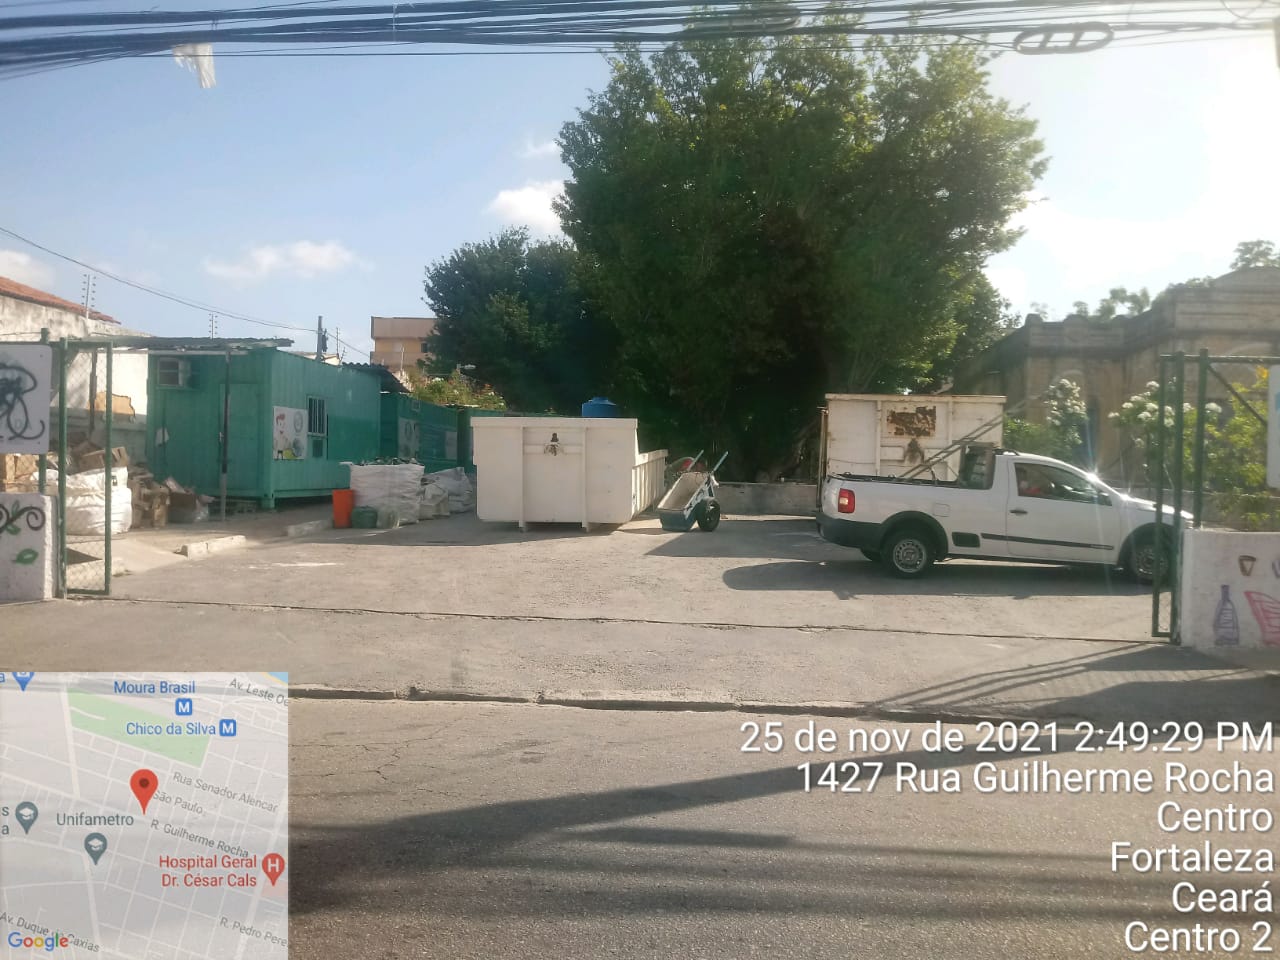 Moura Brasil
Av. Leste Oe
Chico da Silva
Rua Senador Alencar
São Paulo
Unifametro
R. Guilherme Rocha
Hospital Geral
Dr. César Cals
Av. Duque de Caxias
R. Pedro Pere
Google
25 de nov de 2021 2:49:29 PM
1427 Rua Guilherme Rocha
Centro
Fortaleza
Ceará
Centro 2